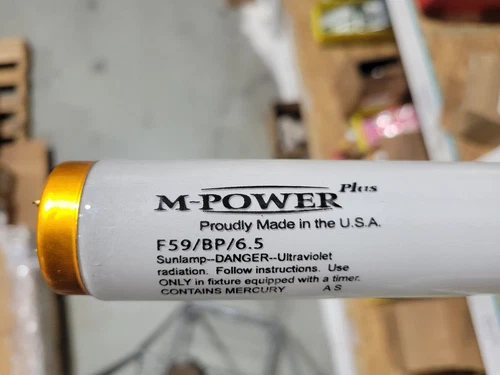 M-POWER Plus
Proudly Made in the U.S.A.
F59/BP/6.5
Sunlamp--DANGER--Ultraviolet
radiation. Follow instructions. Use
ONLY in fixture equipped with a timer.
CONTAINS MERCURY AS